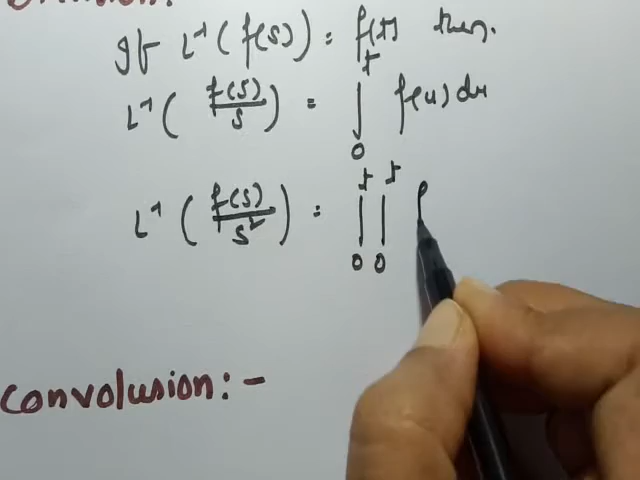 If L⁻¹(f(s)) = f(t) then.
L⁻¹(f(s)/s) = ∫₀ᵗ f(u) du
L⁻¹(f(s)/s²) = ∫₀ᵗ ∫₀ᵗ f
convolusion:-